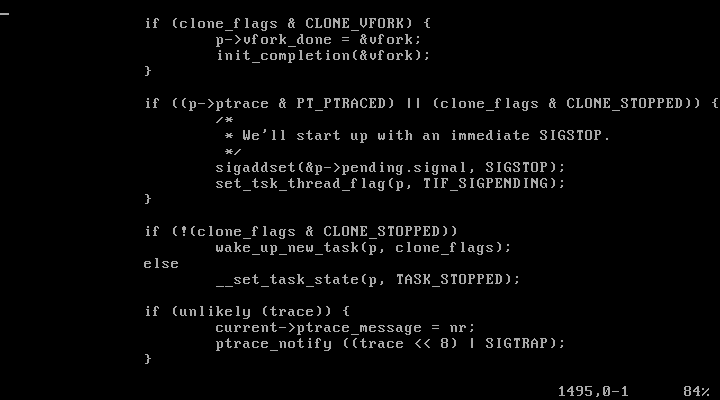 if (clone_flags & CLONE_VFORK) {
p->vfork_done = &vfork;
init_completion(&vfork);
}
if ((p->ptrace & PT_PTRACED) || (clone_flags & CLONE_STOPPED)) {
/*
* We'll start up with an immediate SIGSTOP.
*/
sigaddset(&p->pending.signal, SIGSTOP);
set_tsk_thread_flag(p, TIF_SIGPENDING);
}
if (!(clone_flags & CLONE_STOPPED))
wake_up_new_task(p, clone_flags);
else
__set_task_state(p, TASK_STOPPED);
if (unlikely (trace)) {
current->ptrace_message = nr;
ptrace_notify ((trace << 8) | SIGTRAP);
}
1495,0-1 84%